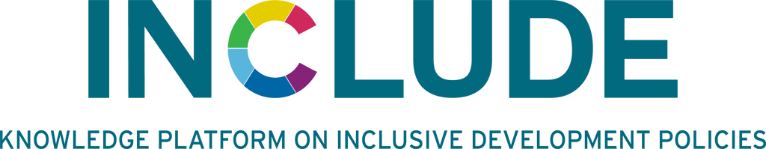 INCLUDE
KNOWLEDGE PLATFORM ON INCLUSIVE DEVELOPMENT POLICIES